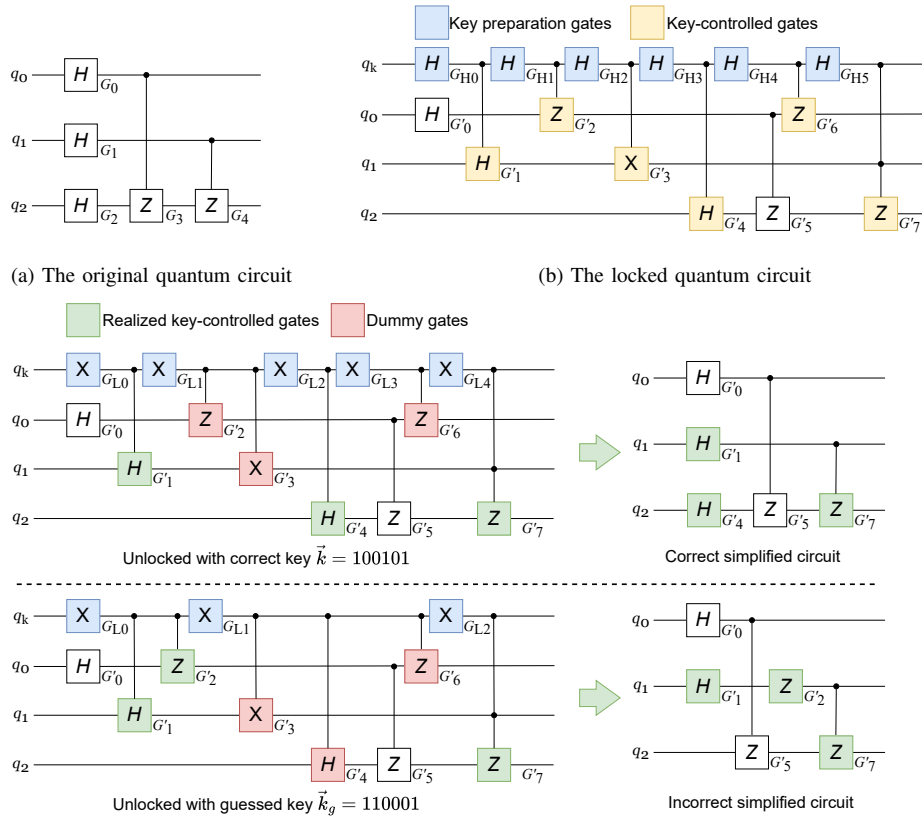 Key preparation gates Key-controlled gates
q0 H G0
q1 H G1
q2 H G2 Z G3 Z G4
qk H GH0 H GH1 H GH2 H GH3 H GH4 H GH5
q0 H G'0 Z G'2 Z G'6
q1 H G'1 X G'3
q2 H G'4 Z G'5 Z G'7
(a) The original quantum circuit
(b) The locked quantum circuit
Realized key-controlled gates Dummy gates
qk X GL0 X GL1 X GL2 X GL3 X GL4
q0 H G'0 Z G'2 Z G'6
q1 H G'1 X G'3
q2 H G'4 Z G'5 Z G'7
Unlocked with correct key k⃗ = 100101
q0 H G'0
q1 H G'1
q2 H G'4 Z G'5 Z G'7
Correct simplified circuit
qk X GL0 X GL1 X GL2
q0 H G'0 Z G'2 Z G'6
q1 H G'1 X G'3
q2 H G'4 Z G'5 Z G'7
Unlocked with guessed key k⃗g = 110001
q0 H G'0
q1 H G'1 Z G'2
q2 Z G'5 Z G'7
Incorrect simplified circuit